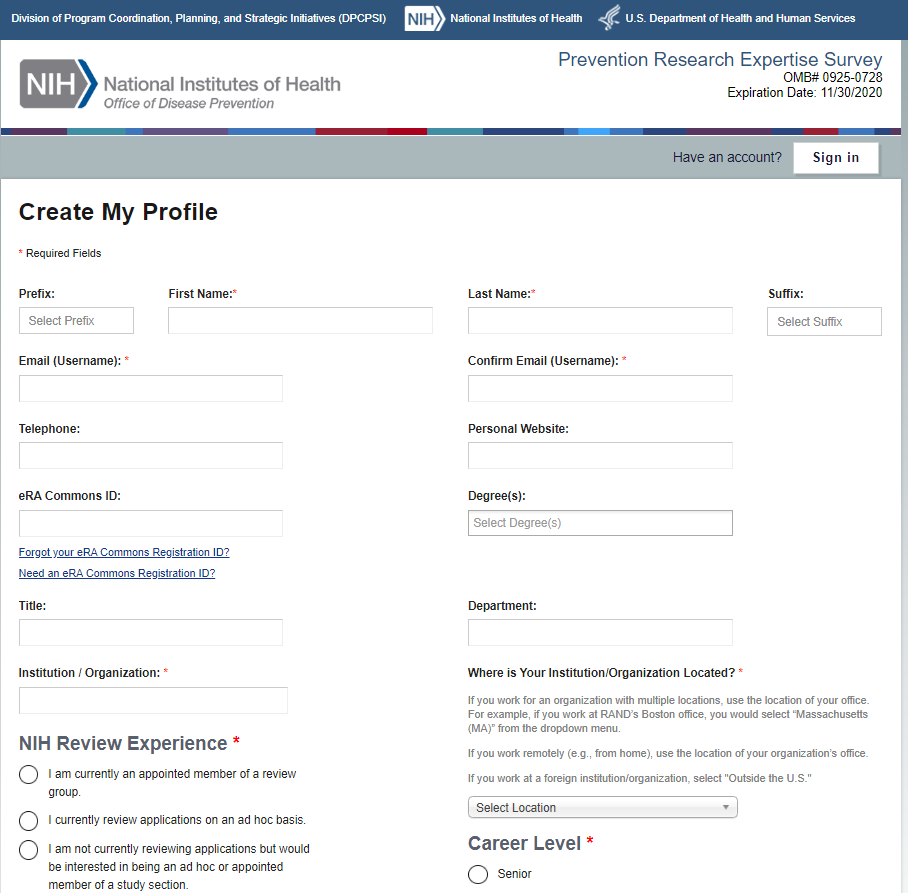 Division of Program Coordination, Planning, and Strategic Initiatives (DPCPSI)
NIH National Institutes of Health
U.S. Department of Health and Human Services
NIH National Institutes of Health
Office of Disease Prevention
Prevention Research Expertise Survey
OMB# 0925-0728
Expiration Date: 11/30/2020
Have an account? Sign in
Create My Profile
* Required Fields
Prefix: First Name:* Last Name:* Suffix:
Select Prefix Select Suffix
Email (Username): * Confirm Email (Username): *
Telephone: Personal Website:
eRA Commons ID: Degree(s):
Select Degree(s)
Forgot your eRA Commons Registration ID?
Need an eRA Commons Registration ID?
Title: Department:
Institution / Organization: *
Where is Your Institution/Organization Located? *
If you work for an organization with multiple locations, use the location of your office.
For example, if you work at RAND's Boston office, you would select “Massachusetts
(MA)” from the dropdown menu.
If you work remotely (e.g., from home), use the location of your organization's office.
If you work at a foreign institution/organization, select "Outside the U.S."
Select Location
NIH Review Experience *
I am currently an appointed member of a review
group.
I currently review applications on an ad hoc basis.
I am not currently reviewing applications but would
be interested in being an ad hoc or appointed
member of a study section.
Career Level *
Senior